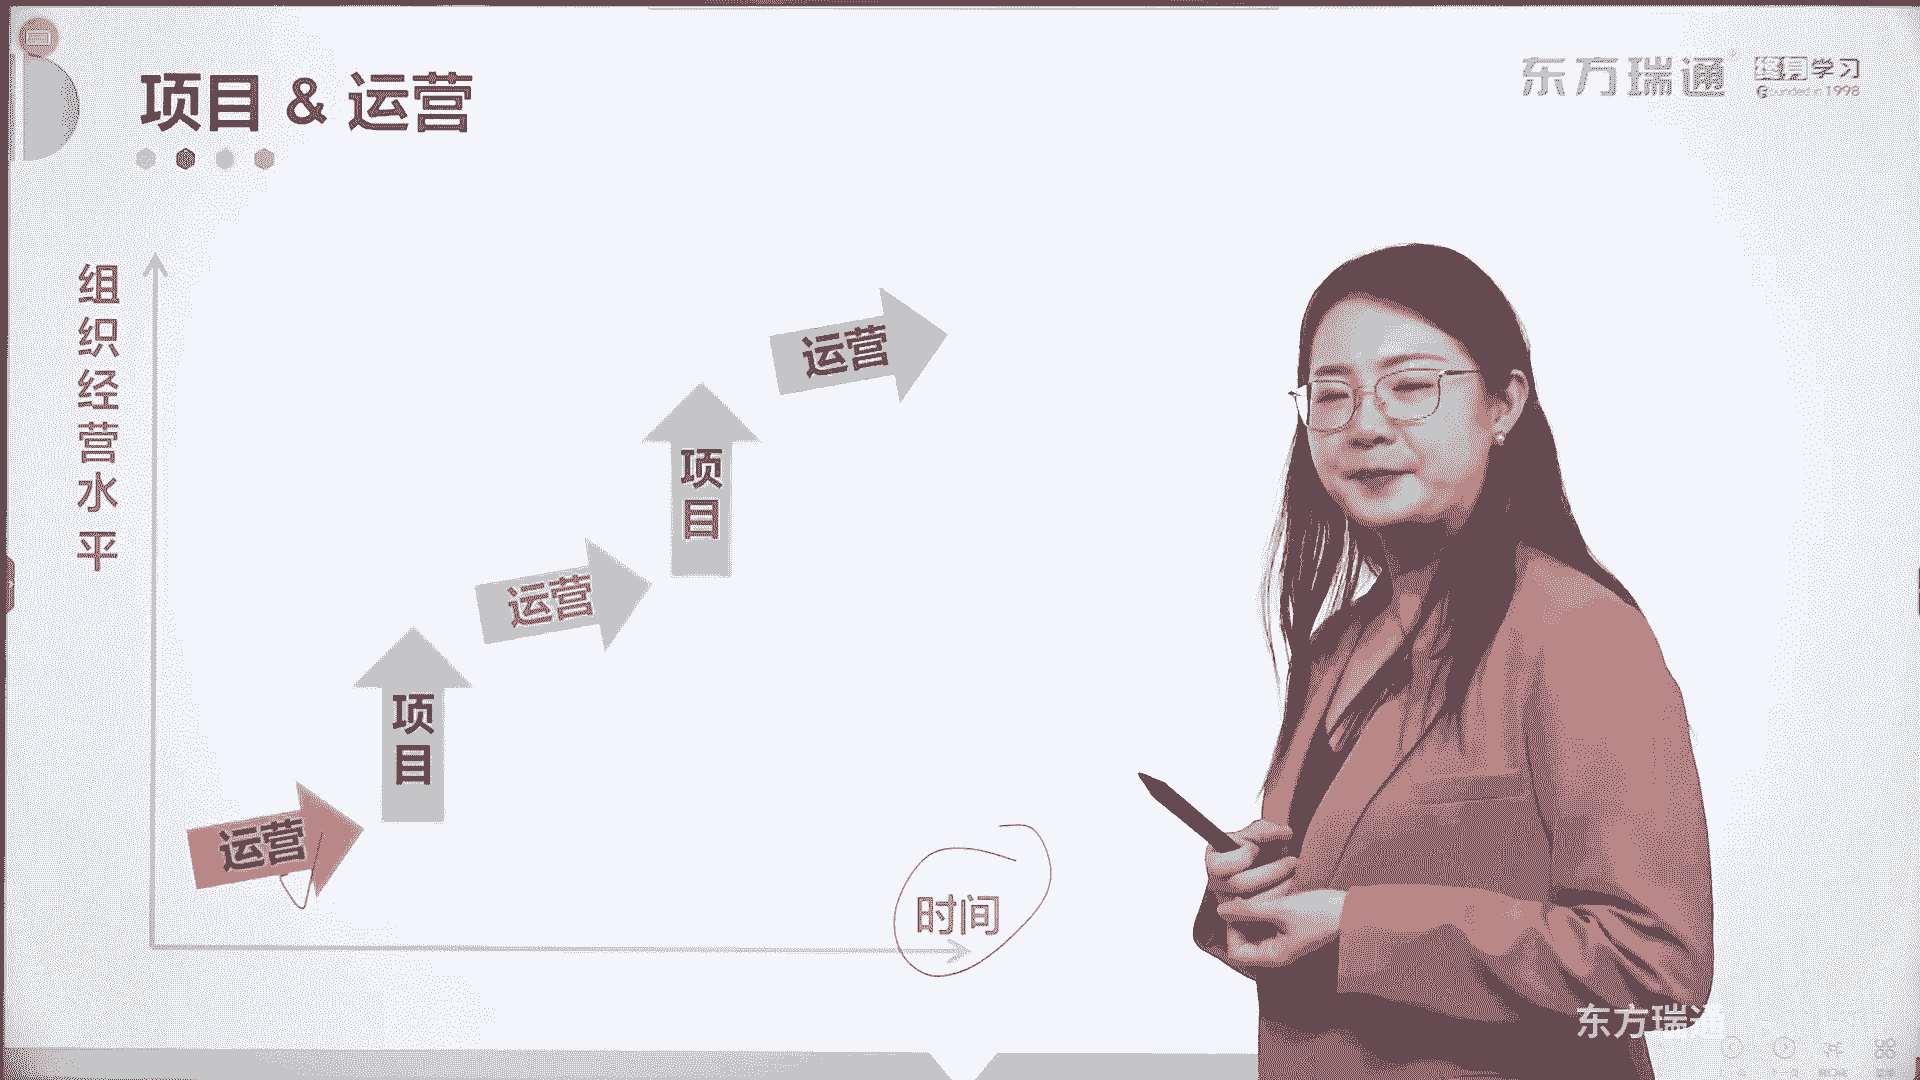 项目 & 运营
东方瑞通
终身学习
Founded in 1998
组织经营水平
运营
项目
运营
项目
运营
时间
东方瑞通